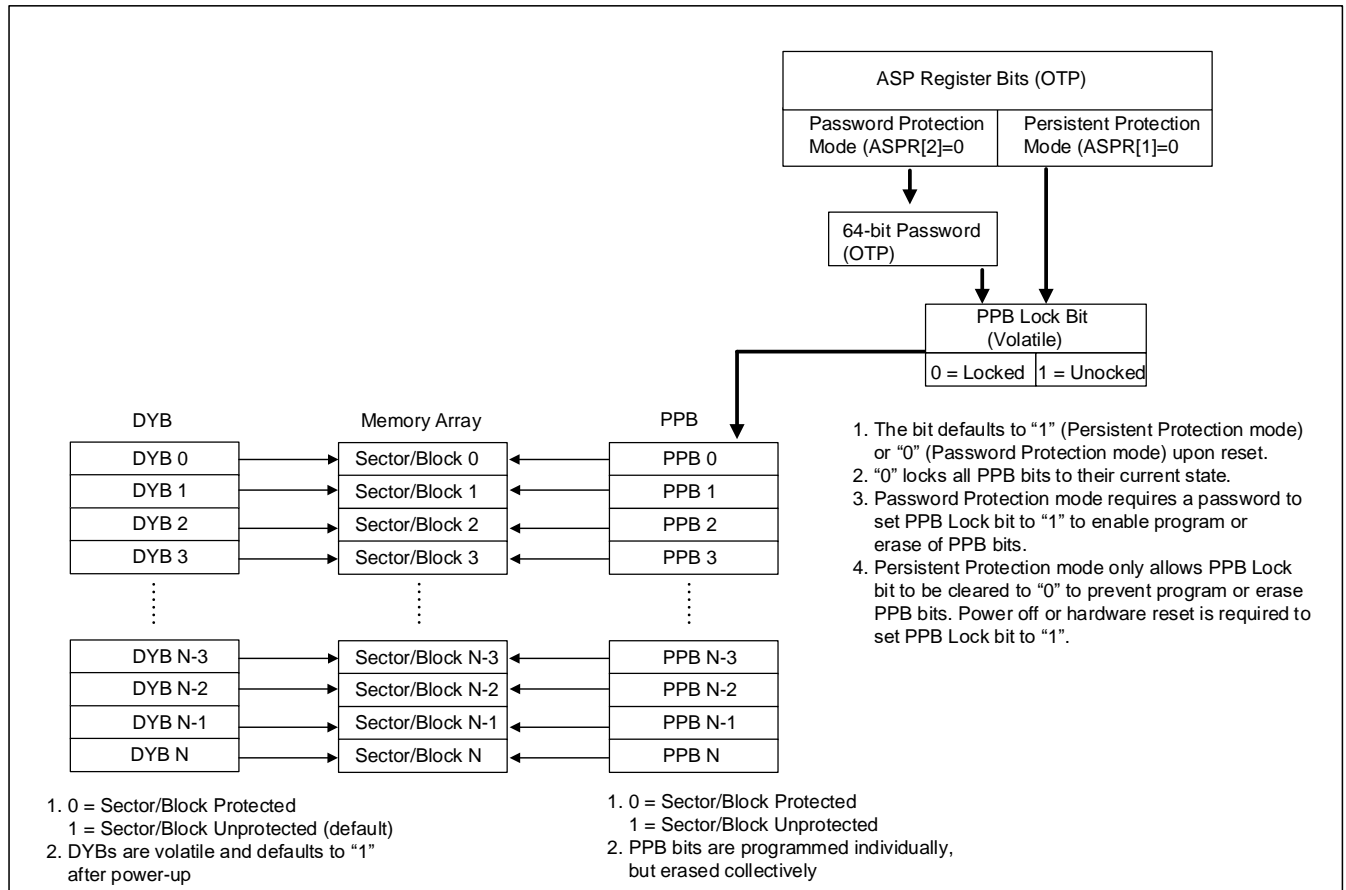 ASP Register Bits (OTP)
Password Protection
Mode (ASPR[2]=0
Persistent Protection
Mode (ASPR[1]=0
64-bit Password
(OTP)
PPB Lock Bit
(Volatile)
0 = Locked
1 = Unocked
DYB
Memory Array
PPB
DYB 0
Sector/Block 0
PPB 0
DYB 1
Sector/Block 1
PPB 1
DYB 2
Sector/Block 2
PPB 2
DYB 3
Sector/Block 3
PPB 3
DYB N-3
Sector/Block N-3
PPB N-3
DYB N-2
Sector/Block N-2
PPB N-2
DYB N-1
Sector/Block N-1
PPB N-1
DYB N
Sector/Block N
PPB N
1. The bit defaults to “1” (Persistent Protection mode)
or “0” (Password Protection mode) upon reset.
2. “0” locks all PPB bits to their current state.
3. Password Protection mode requires a password to
set PPB Lock bit to “1” to enable program or
erase of PPB bits.
4. Persistent Protection mode only allows PPB Lock
bit to be cleared to “0” to prevent program or erase
PPB bits. Power off or hardware reset is required to
set PPB Lock bit to “1”.
1. 0 = Sector/Block Protected
1 = Sector/Block Unprotected (default)
2. DYBs are volatile and defaults to “1”
after power-up
1. 0 = Sector/Block Protected
1 = Sector/Block Unprotected
2. PPB bits are programmed individually,
but erased collectively